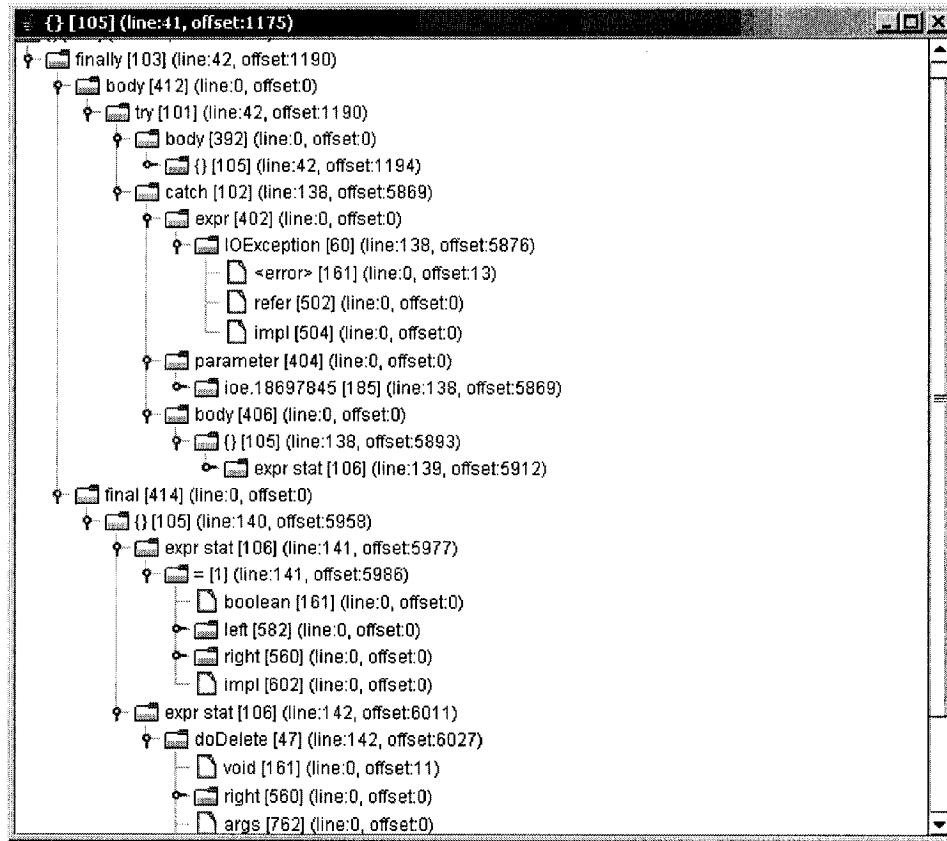 {} [105] (line:41, offset:1175)
finally [103] (line:42, offset:1190)
body [412] (line:0, offset:0)
try [101] (line:42, offset:1190)
body [392] (line:0, offset:0)
{} [105] (line:42, offset:1194)
catch [102] (line:138, offset:5869)
expr [402] (line:0, offset:0)
IOException [60] (line:138, offset:5876)
<error> [161] (line:0, offset:13)
refer [502] (line:0, offset:0)
impl [504] (line:0, offset:0)
parameter [404] (line:0, offset:0)
ioe.18697845 [185] (line:138, offset:5869)
body [406] (line:0, offset:0)
{} [105] (line:138, offset:5893)
expr stat [106] (line:139, offset:5912)
final [414] (line:0, offset:0)
{} [105] (line:140, offset:5958)
expr stat [106] (line:141, offset:5977)
= [1] (line:141, offset:5986)
boolean [161] (line:0, offset:0)
left [582] (line:0, offset:0)
right [560] (line:0, offset:0)
impl [602] (line:0, offset:0)
expr stat [106] (line:142, offset:6011)
doDelete [47] (line:142, offset:6027)
void [161] (line:0, offset:11)
right [560] (line:0, offset:0)
args [762] (line:0, offset:0)